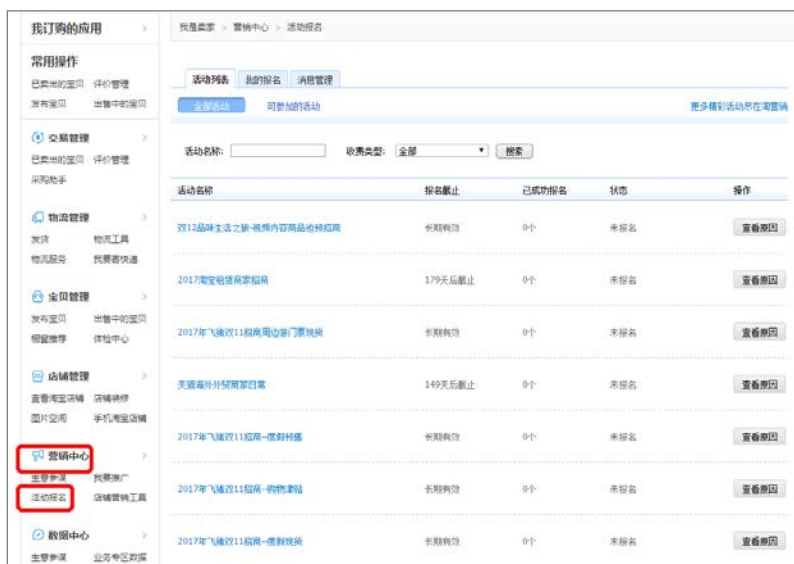 我订购的应用 >
常用操作
已卖出的宝贝 评价管理
发布宝贝 出售中的宝贝
交易管理 >
已卖出的宝贝 评价管理
采购助手
物流管理 >
发货 物流工具
物流服务 我要寄快递
宝贝管理 >
发布宝贝 出售中的宝贝
橱窗推荐 体检中心
店铺管理 >
查看淘宝店铺 店铺装修
图片空间 手机淘宝店铺
营销中心 >
生意参谋 我要推广
活动报名 店铺营销工具
数据中心 >
生意参谋 业务专区数据
我是卖家 > 营销中心 > 活动报名
活动列表 我的报名 消息管理
全部活动 可参加的活动 更多精彩活动尽在淘营销
活动名称: 收费类型: 全部 搜索
活动名称 报名截止 已成功报名 状态 操作
双12品味生活之旅-视频内容商品池预招商 长期有效 0个 未报名 查看原因
2017淘宝租赁商家招商 179天后截止 0个 未报名 查看原因
2017年飞猪双11招商周边游门票现货 长期有效 0个 未报名 查看原因
天猫海外外贸商家日常 149天后截止 0个 未报名 查看原因
2017年飞猪双11招商-度假预售 长期有效 0个 未报名 查看原因
2017年飞猪双11招商-购物津贴 长期有效 0个 未报名 查看原因
2017年飞猪双11招商-度假现货 长期有效 0个 未报名 查看原因